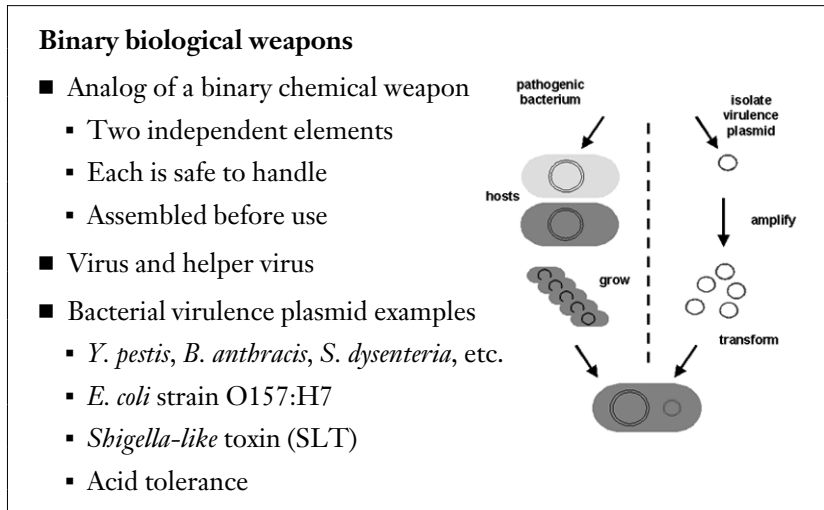 Binary biological weapons
■ Analog of a binary chemical weapon
▪ Two independent elements
▪ Each is safe to handle
▪ Assembled before use
■ Virus and helper virus
■ Bacterial virulence plasmid examples
▪ Y. pestis, B. anthracis, S. dysenteria, etc.
▪ E. coli strain O157:H7
▪ Shigella-like toxin (SLT)
▪ Acid tolerance
pathogenic
bacterium
isolate
virulence
plasmid
hosts
amplify
grow
transform